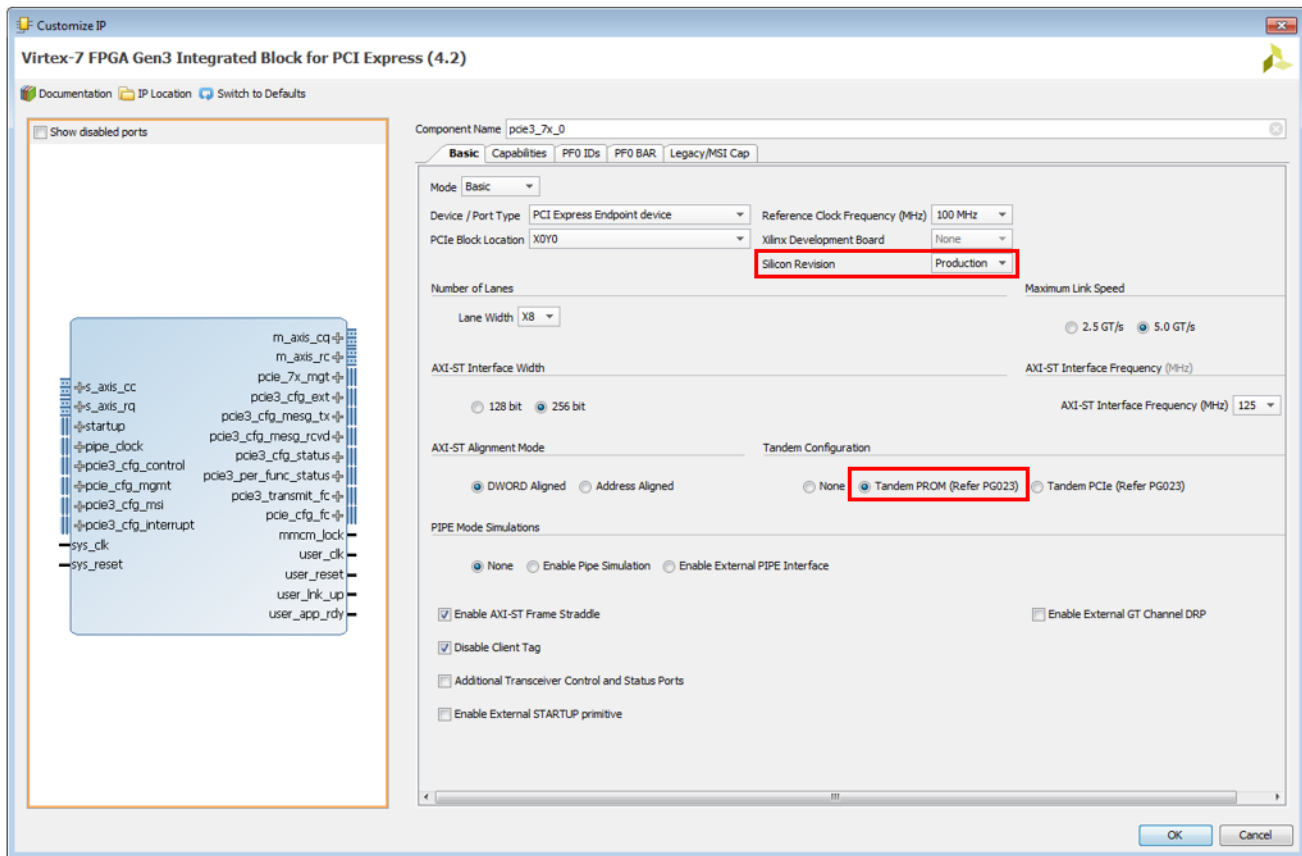 Customize IP
Virtex-7 FPGA Gen3 Integrated Block for PCI Express (4.2)
Documentation IP Location Switch to Defaults
Show disabled ports
m_axis_cq
m_axis_rc
pcie_7x_mgt
pcie3_cfg_ext
pcie3_cfg_mesg_tx
pcie3_cfg_mesg_rcvd
pcie3_cfg_status
pcie3_per_func_status
pcie3_transmit_fc
pcie_cfg_fc
mmcm_lock
user_clk
user_reset
user_lnk_up
user_app_rdy
s_axis_cc
s_axis_rq
startup
pipe_clock
pcie3_cfg_control
pcie_cfg_mgmt
pcie3_cfg_msi
pcie3_cfg_interrupt
sys_clk
sys_reset
Component Name pcie3_7x_0
Basic Capabilities PF0 IDs PF0 BAR Legacy/MSI Cap
Mode Basic
Device / Port Type PCI Express Endpoint device Reference Clock Frequency (MHz) 100 MHz
PCIe Block Location X0Y0 Xilinx Development Board None
Silicon Revision Production
Number of Lanes Maximum Link Speed
Lane Width X8 2.5 GT/s 5.0 GT/s
AXI-ST Interface Width AXI-ST Interface Frequency (MHz)
128 bit 256 bit AXI-ST Interface Frequency (MHz) 125
AXI-ST Alignment Mode Tandem Configuration
DWORD Aligned Address Aligned None Tandem PROM (Refer PG023) Tandem PCIe (Refer PG023)
PIPE Mode Simulations
None Enable Pipe Simulation Enable External PIPE Interface
Enable AXI-ST Frame Straddle Enable External GT Channel DRP
Disable Client Tag
Additional Transceiver Control and Status Ports
Enable External STARTUP primitive
OK Cancel